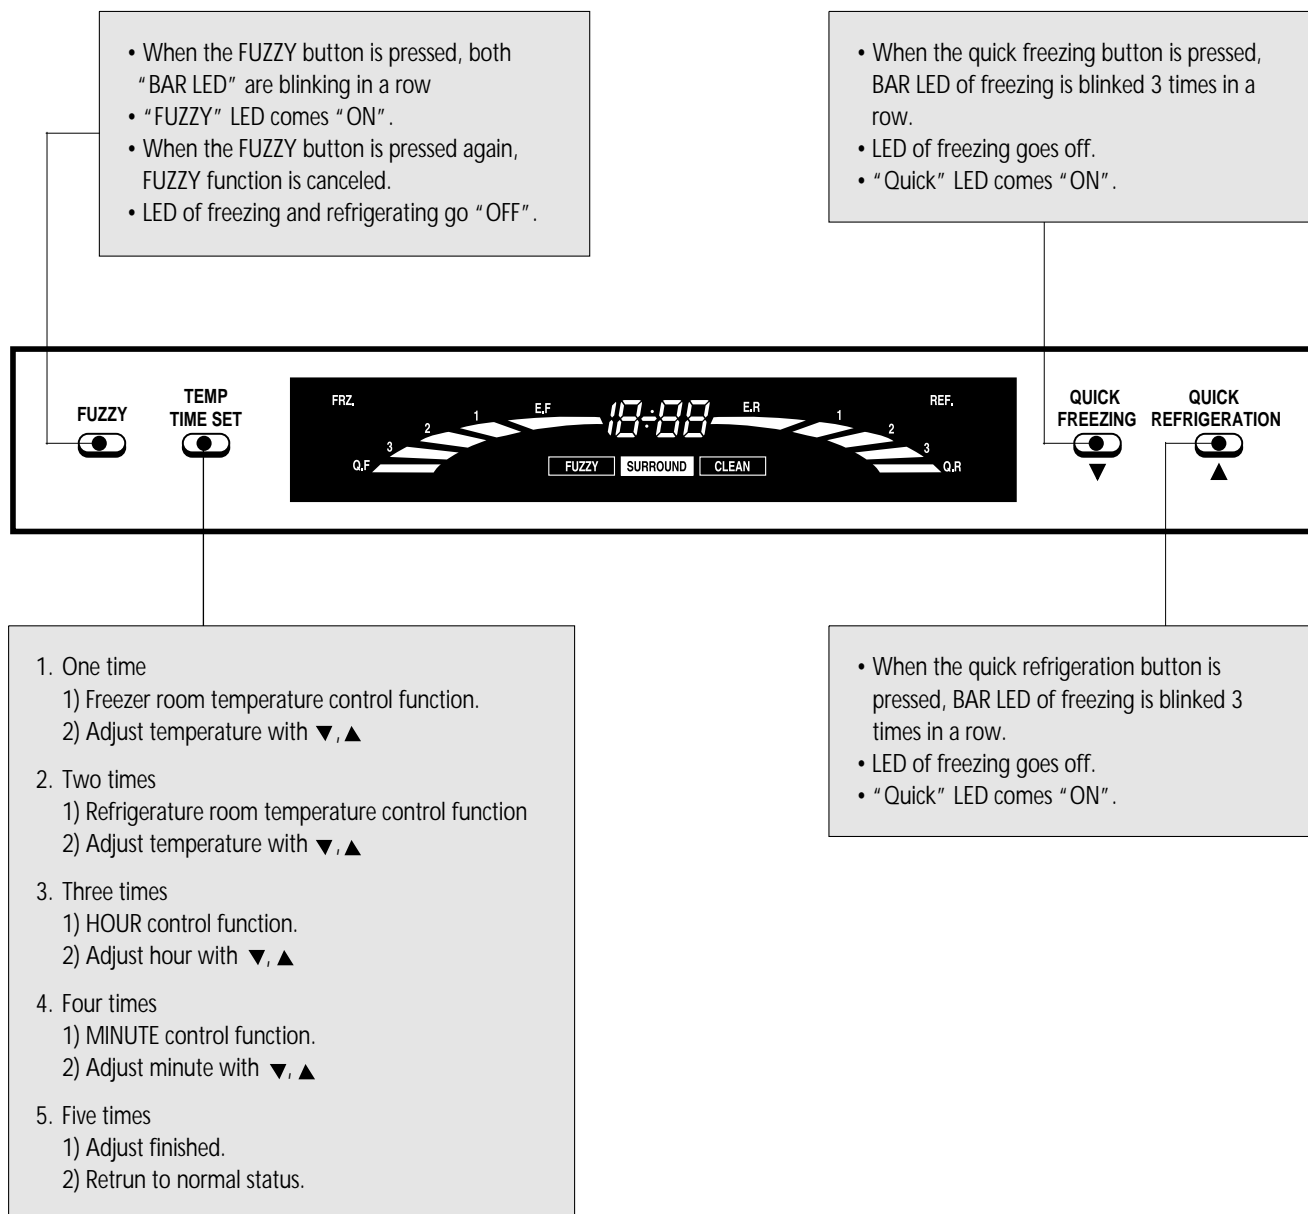 • When the FUZZY button is pressed, both
“BAR LED” are blinking in a row
• “FUZZY” LED comes “ON”.
• When the FUZZY button is pressed again,
FUZZY function is canceled.
• LED of freezing and refrigerating go “OFF”.
• When the quick freezing button is pressed,
BAR LED of freezing is blinked 3 times in a
row.
• LED of freezing goes off.
• “Quick” LED comes “ON”.
FUZZY
TEMP
TIME SET
FRZ.
Q.F
3
2
1
E.F
18:88
E.R
1
2
3
Q.R
REF.
FUZZY
SURROUND
CLEAN
QUICK
FREEZING
▼
QUICK
REFRIGERATION
▲
1. One time
1) Freezer room temperature control function.
2) Adjust temperature with ▼,▲
2. Two times
1) Refrigerature room temperature control function
2) Adjust temperature with ▼,▲
3. Three times
1) HOUR control function.
2) Adjust hour with ▼,▲
4. Four times
1) MINUTE control function.
2) Adjust minute with ▼,▲
5. Five times
1) Adjust finished.
2) Retrun to normal status.
• When the quick refrigeration button is
pressed, BAR LED of freezing is blinked 3
times in a row.
• LED of freezing goes off.
• “Quick” LED comes “ON”.